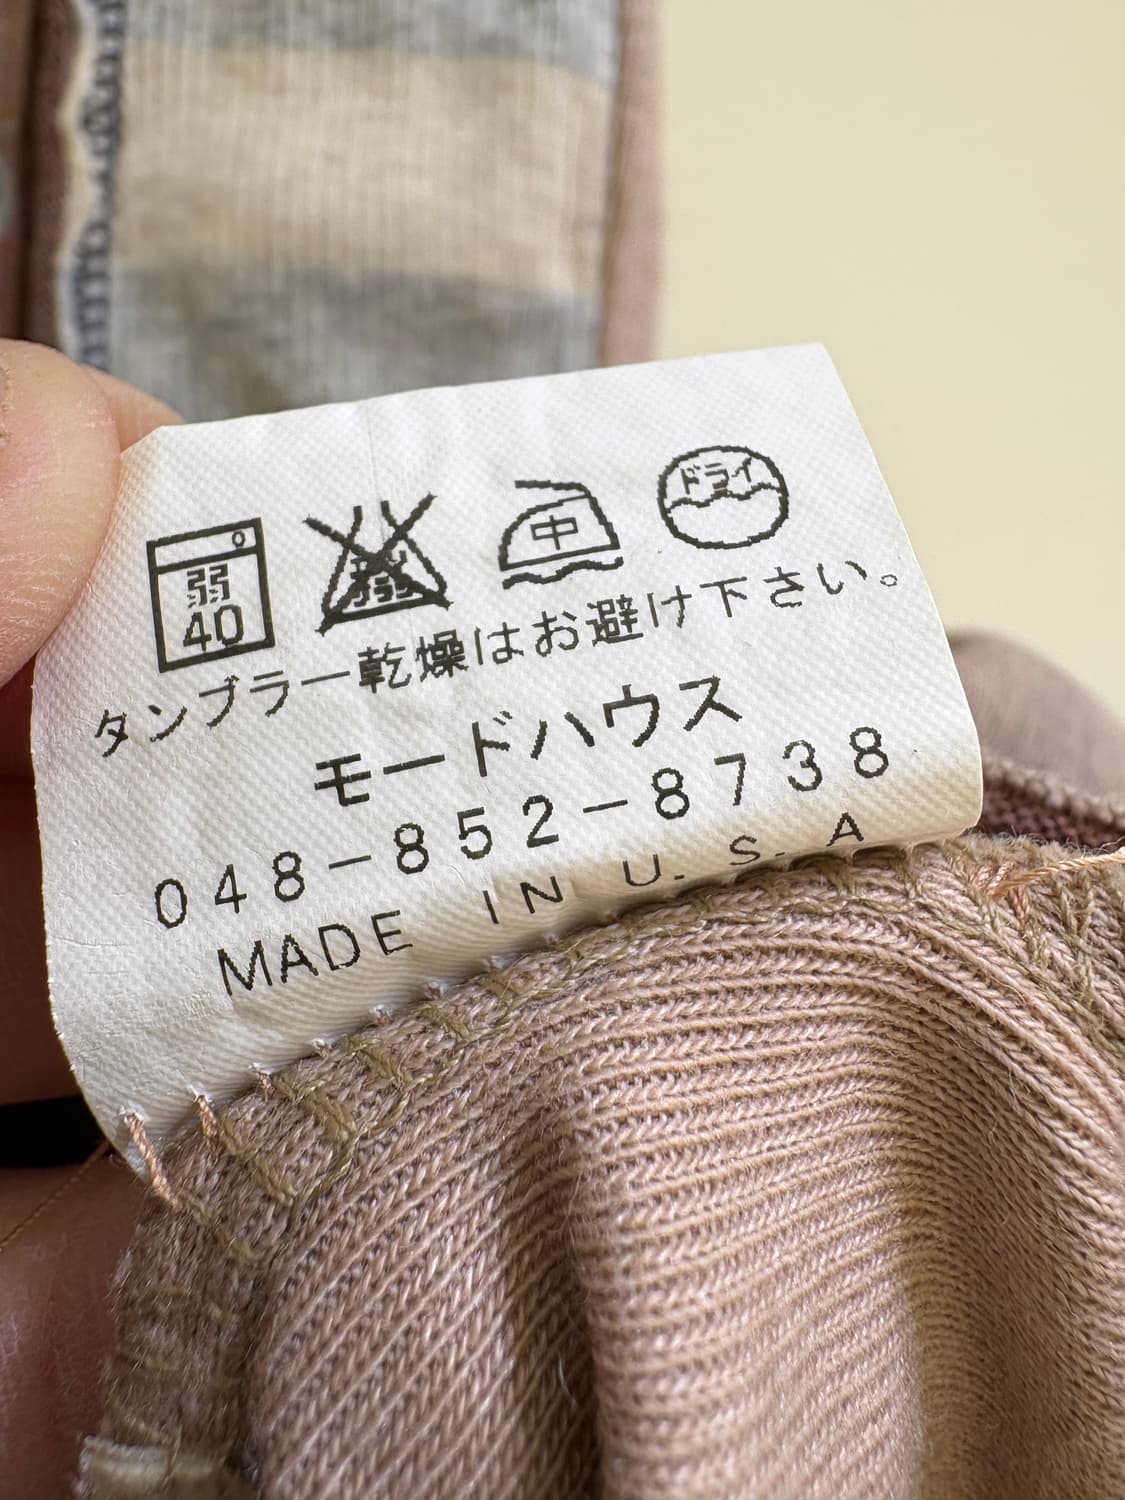 弱 中 ドライ
40
タンブラー乾燥はお避け下さい。
モードハウス
048-852-8738
MADE IN U.S.A